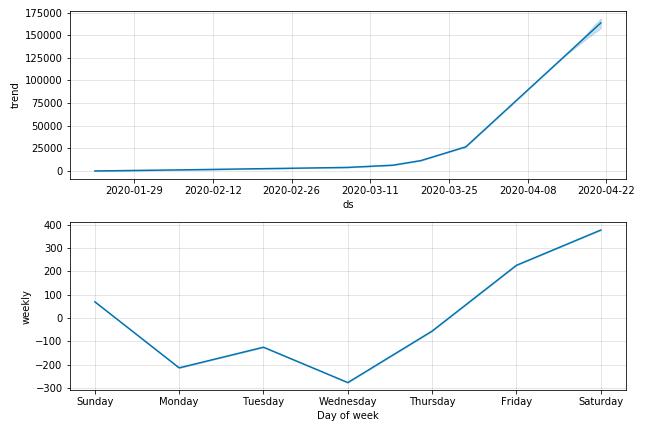 175000
150000
125000
100000
75000
50000
25000
0
trend
2020-01-29 2020-02-12 2020-02-26 2020-03-11 2020-03-25 2020-04-08 2020-04-22
ds
400
300
200
100
0
−100
−200
−300
weekly
Sunday Monday Tuesday Wednesday Thursday Friday Saturday
Day of week